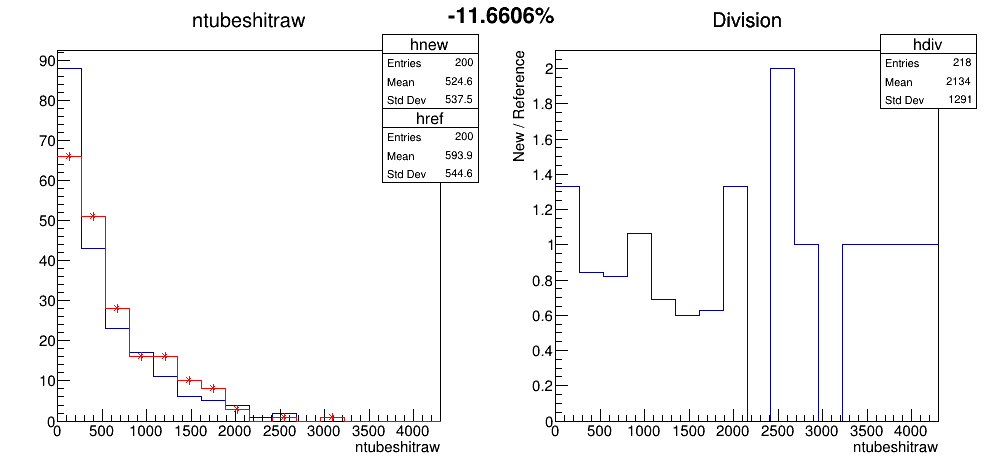 -11.6606%
ntubeshitraw
hnew
Entries 200
Mean 524.6
Std Dev 537.5
href
Entries 200
Mean 593.9
Std Dev 544.6
90
80
70
60
50
40
30
20
10
0
0 500 1000 1500 2000 2500 3000 3500 4000
ntubeshitraw
Division
hdiv
Entries 218
Mean 2134
Std Dev 1291
New / Reference
2
1.8
1.6
1.4
1.2
1
0.8
0.6
0.4
0.2
0
0 500 1000 1500 2000 2500 3000 3500 4000
ntubeshitraw